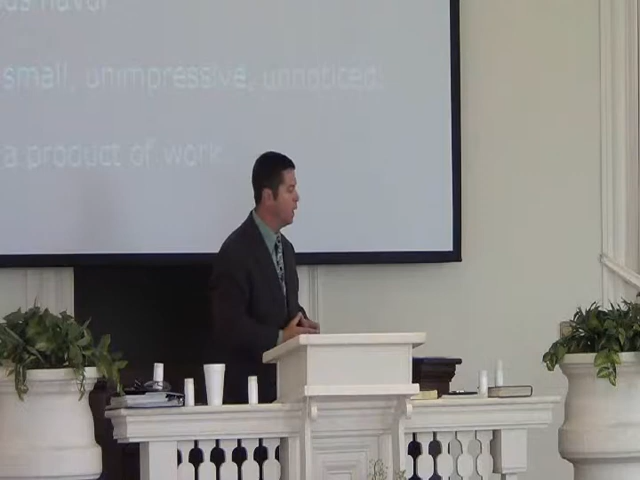 small, unimpressive, unnoticed
a product of work